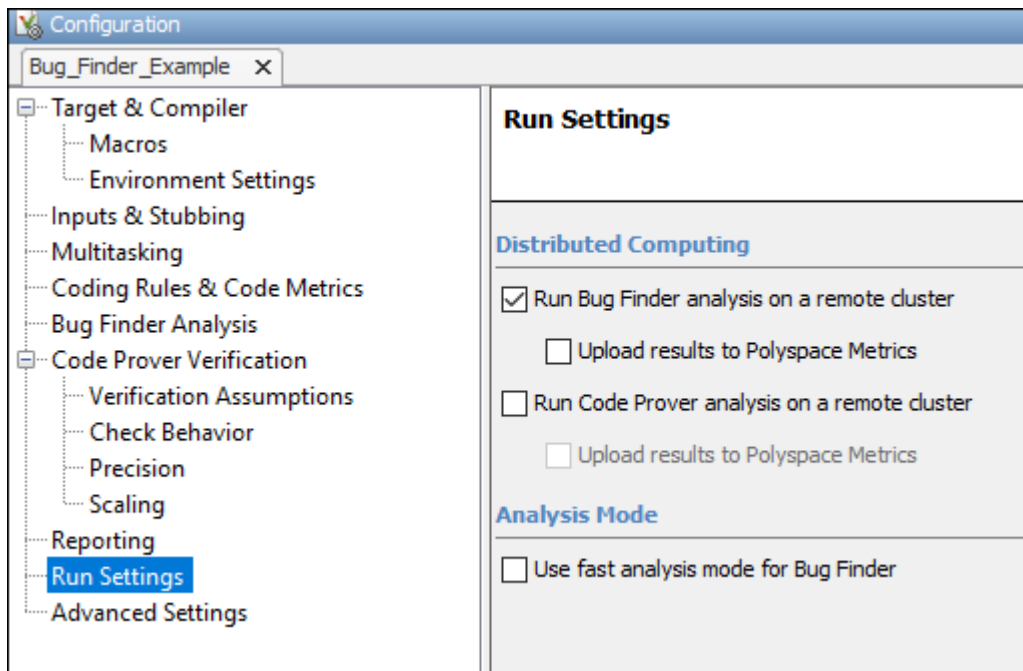 Configuration
Bug_Finder_Example
Target & Compiler
Macros
Environment Settings
Inputs & Stubbing
Multitasking
Coding Rules & Code Metrics
Bug Finder Analysis
Code Prover Verification
Verification Assumptions
Check Behavior
Precision
Scaling
Reporting
Run Settings
Advanced Settings
Run Settings
Distributed Computing
Run Bug Finder analysis on a remote cluster
Upload results to Polyspace Metrics
Run Code Prover analysis on a remote cluster
Upload results to Polyspace Metrics
Analysis Mode
Use fast analysis mode for Bug Finder